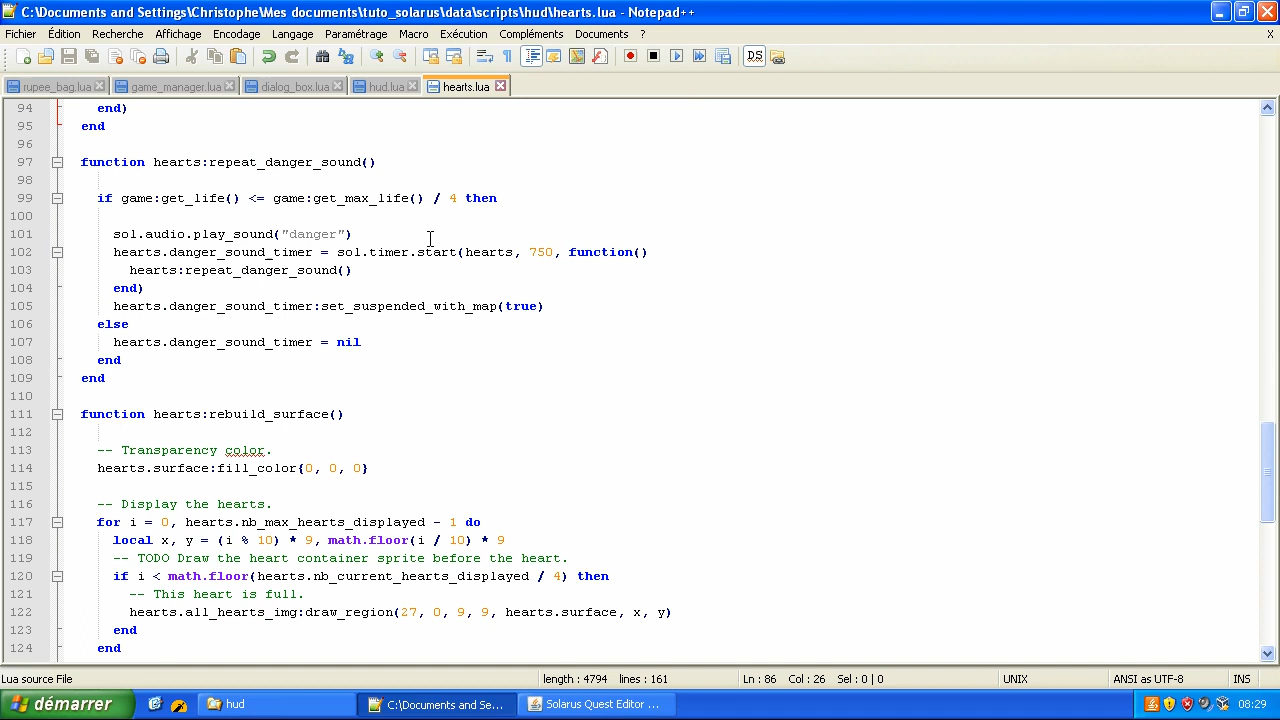 C:\Documents and Settings\Christophe\Mes documents\tuto_solarus\data\scripts\hud\hearts.lua - Notepad++
Fichier Édition Recherche Affichage Encodage Langage Paramétrage Macro Exécution Compléments Documents ? X
rupee_bag.lua game_manager.lua dialog_box.lua hud.lua hearts.lua
94 end)
95 end
96
97 function hearts:repeat_danger_sound()
98
99 if game:get_life() <= game:get_max_life() / 4 then
100
101 sol.audio.play_sound("danger")
102 hearts.danger_sound_timer = sol.timer.start(hearts, 750, function()
103 hearts:repeat_danger_sound()
104 end)
105 hearts.danger_sound_timer:set_suspended_with_map(true)
106 else
107 hearts.danger_sound_timer = nil
108 end
109 end
110
111 function hearts:rebuild_surface()
112
113 -- Transparency color.
114 hearts.surface:fill_color{0, 0, 0}
115
116 -- Display the hearts.
117 for i = 0, hearts.nb_max_hearts_displayed - 1 do
118 local x, y = (i % 10) * 9, math.floor(i / 10) * 9
119 -- TODO Draw the heart container sprite before the heart.
120 if i < math.floor(hearts.nb_current_hearts_displayed / 4) then
121 -- This heart is full.
122 hearts.all_hearts_img:draw_region(27, 0, 9, 9, hearts.surface, x, y)
123 end
124 end
Lua source File length : 4794 lines : 161 Ln : 86 Col : 26 Sel : 0 | 0 UNIX ANSI as UTF-8 INS
démarrer hud C:\Documents and Se... Solarus Quest Editor ... 08:29